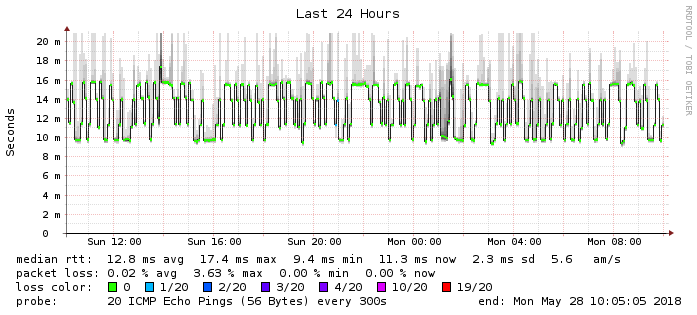 Last 24 Hours
RRDTOOL / TOBI OETIKER
Seconds
20 m
18 m
16 m
14 m
12 m
10 m
8 m
6 m
4 m
2 m
0
Sun 12:00 Sun 16:00 Sun 20:00 Mon 00:00 Mon 04:00 Mon 08:00
median rtt: 12.8 ms avg 17.4 ms max 9.4 ms min 11.3 ms now 2.3 ms sd 5.6 am/s
packet loss: 0.02 % avg 3.63 % max 0.00 % min 0.00 % now
loss color: 0 1/20 2/20 3/20 4/20 10/20 19/20
probe: 20 ICMP Echo Pings (56 Bytes) every 300s end: Mon May 28 10:05:05 2018